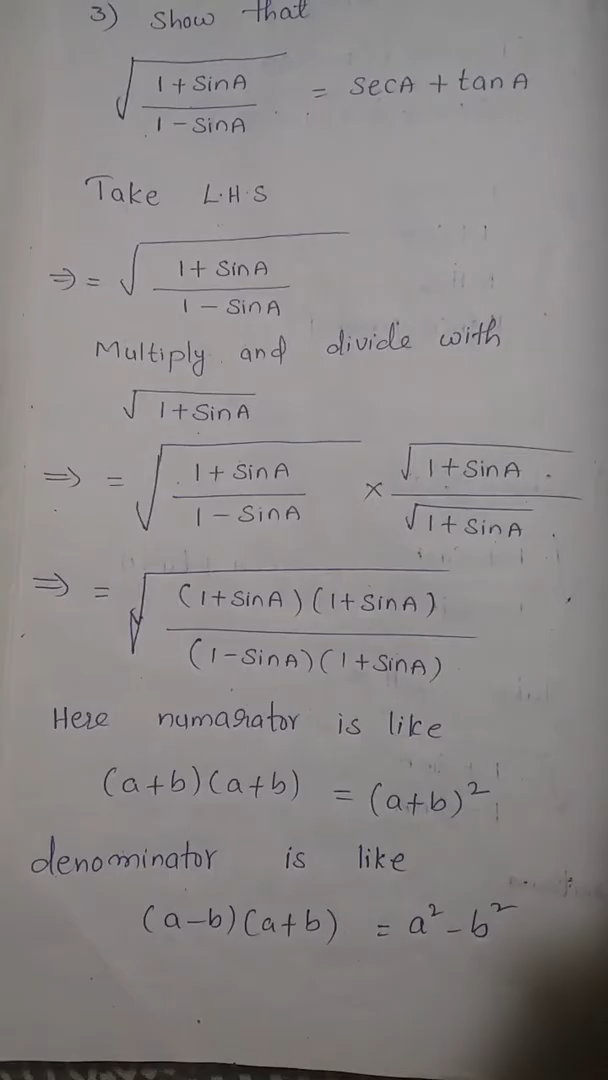 3) Show that
√(1+SinA / 1-SinA) = SecA + tanA
Take L.H.S
⇒ = √(1+SinA / 1-SinA)
Multiply and divide with
√1+SinA
⇒ = √(1+SinA / 1-SinA) × √1+SinA / √1+SinA
⇒ = √((1+SinA)(1+SinA) / (1-SinA)(1+SinA))
Here numarator is like
(a+b)(a+b) = (a+b)²
denominator is like
(a-b)(a+b) = a²-b²